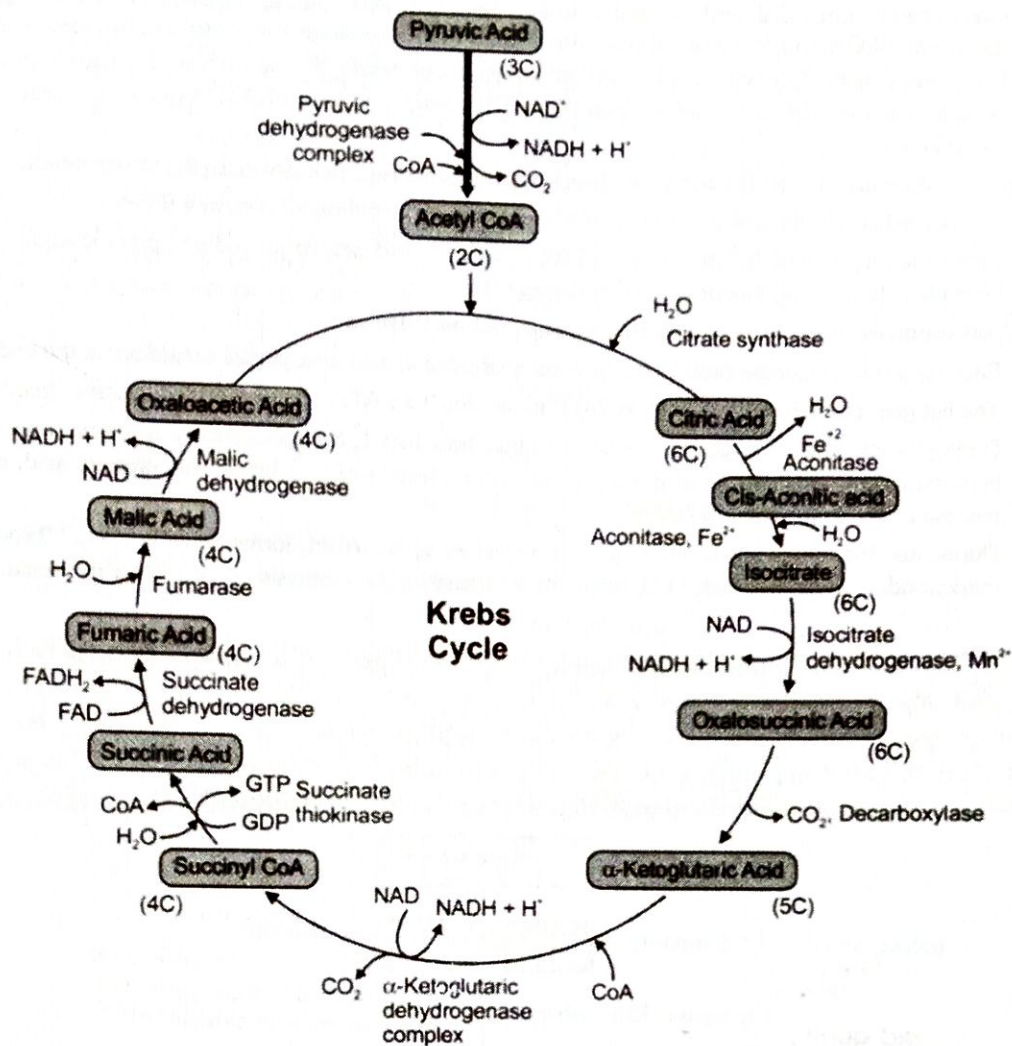 Pyruvic Acid
(3C)
NAD⁺
NADH + H⁺
Pyruvic
dehydrogenase
complex
CoA
CO₂
Acetyl CoA
(2C)
H₂O
Citrate synthase
Citric Acid
(6C)
H₂O
Fe⁺²
Aconitase
Cis-Aconitic acid
Aconitase, Fe²⁺
H₂O
Isocitrate
(6C)
NAD
NADH + H⁺
Isocitrate
dehydrogenase, Mn²⁺
Oxalosuccinic Acid
(6C)
CO₂, Decarboxylase
α-Ketoglutaric Acid
(5C)
CoA
NAD
NADH + H⁺
CO₂
α-Ketoglutaric
dehydrogenase
complex
Succinyl CoA
(4C)
H₂O
CoA
GDP
GTP
Succinate
thiokinase
Succinic Acid
FAD
FADH₂
Succinate
dehydrogenase
Fumaric Acid
(4C)
H₂O
Fumarase
Malic Acid
(4C)
NAD
NADH + H⁺
Malic
dehydrogenase
Oxaloacetic Acid
(4C)
Krebs
Cycle